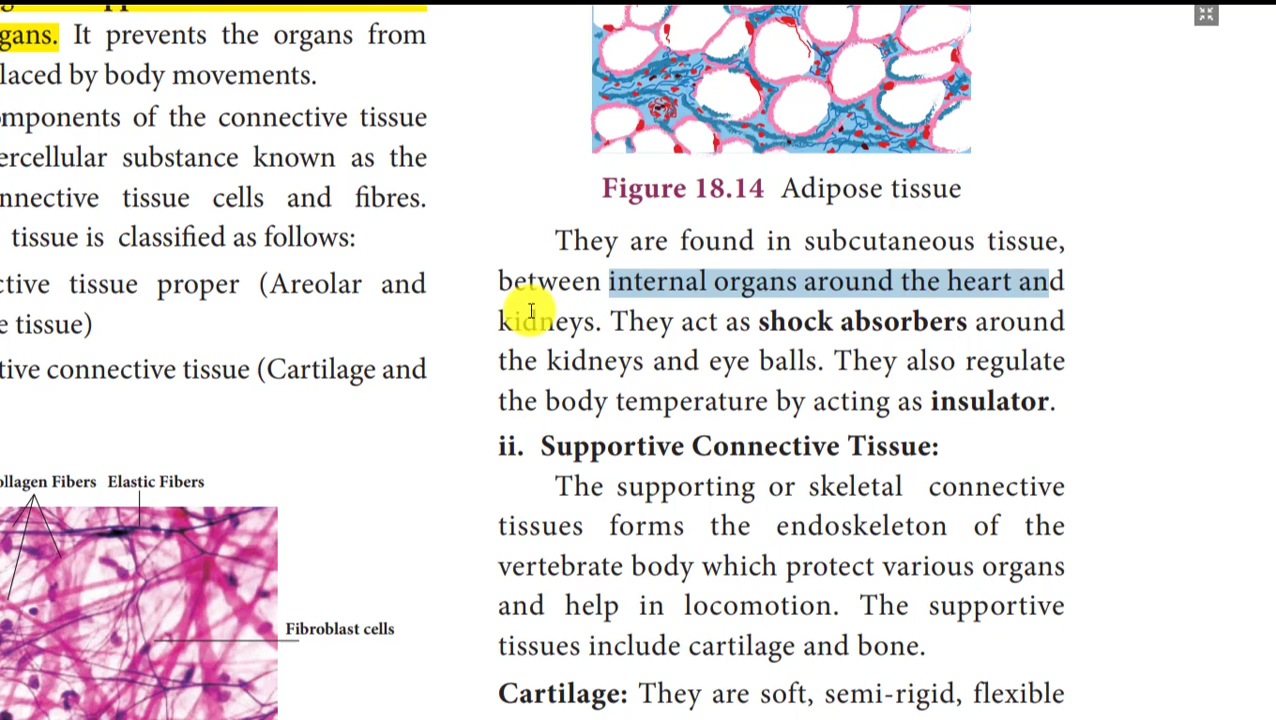 gans. It prevents the organs from
laced by body movements.
mponents of the connective tissue
ercellular substance known as the
nnective tissue cells and fibres.
tissue is classified as follows:
ctive tissue proper (Areolar and
e tissue)
tive connective tissue (Cartilage and
ollagen Fibers Elastic Fibers
Fibroblast cells
Figure 18.14 Adipose tissue
They are found in subcutaneous tissue,
between internal organs around the heart and
kidneys. They act as shock absorbers around
the kidneys and eye balls. They also regulate
the body temperature by acting as insulator.
ii. Supportive Connective Tissue:
The supporting or skeletal connective
tissues forms the endoskeleton of the
vertebrate body which protect various organs
and help in locomotion. The supportive
tissues include cartilage and bone.
Cartilage: They are soft, semi-rigid, flexible